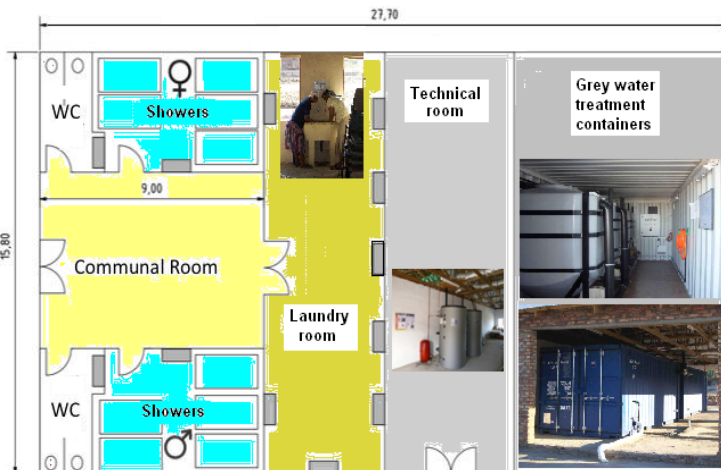 27,70
WC
Showers
Technical
room
Grey water
treatment
containers
9,00
15,80
Communal Room
Laundry
room
WC
Showers